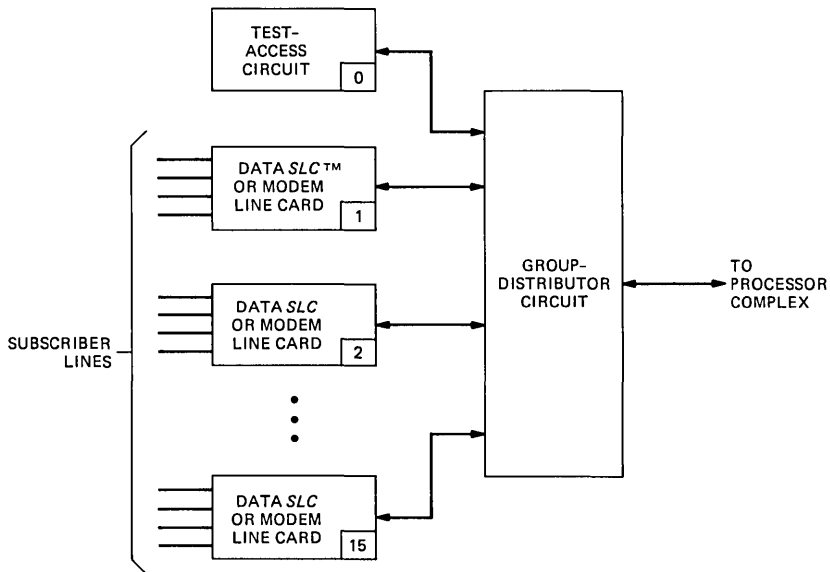 TEST-
ACCESS
CIRCUIT
0
DATA SLC™
OR MODEM
LINE CARD
1
DATA SLC
OR MODEM
LINE CARD
2
DATA SLC
OR MODEM
LINE CARD
15
SUBSCRIBER
LINES
GROUP-
DISTRIBUTOR
CIRCUIT
TO
PROCESSOR
COMPLEX